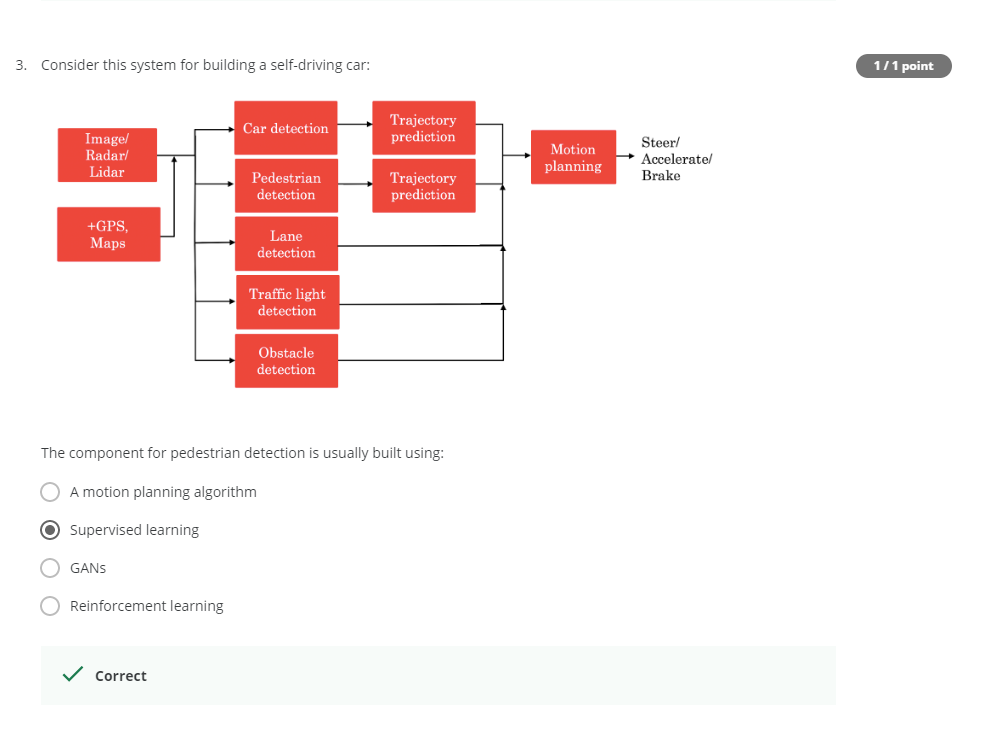 3. Consider this system for building a self-driving car:
1 / 1 point
Image/
Radar/
Lidar
+GPS,
Maps
Car detection
Trajectory
prediction
Pedestrian
detection
Trajectory
prediction
Lane
detection
Traffic light
detection
Obstacle
detection
Motion
planning
Steer/
Accelerate/
Brake
The component for pedestrian detection is usually built using:
A motion planning algorithm
Supervised learning
GANs
Reinforcement learning
Correct